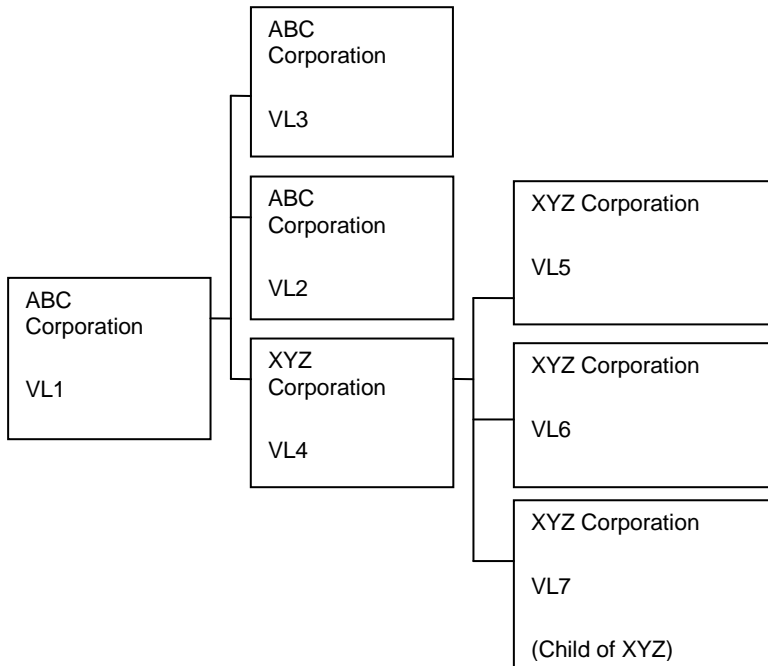 ABC
Corporation
VL1
ABC
Corporation
VL3
ABC
Corporation
VL2
XYZ
Corporation
VL4
XYZ Corporation
VL5
XYZ Corporation
VL6
XYZ Corporation
VL7
(Child of XYZ)